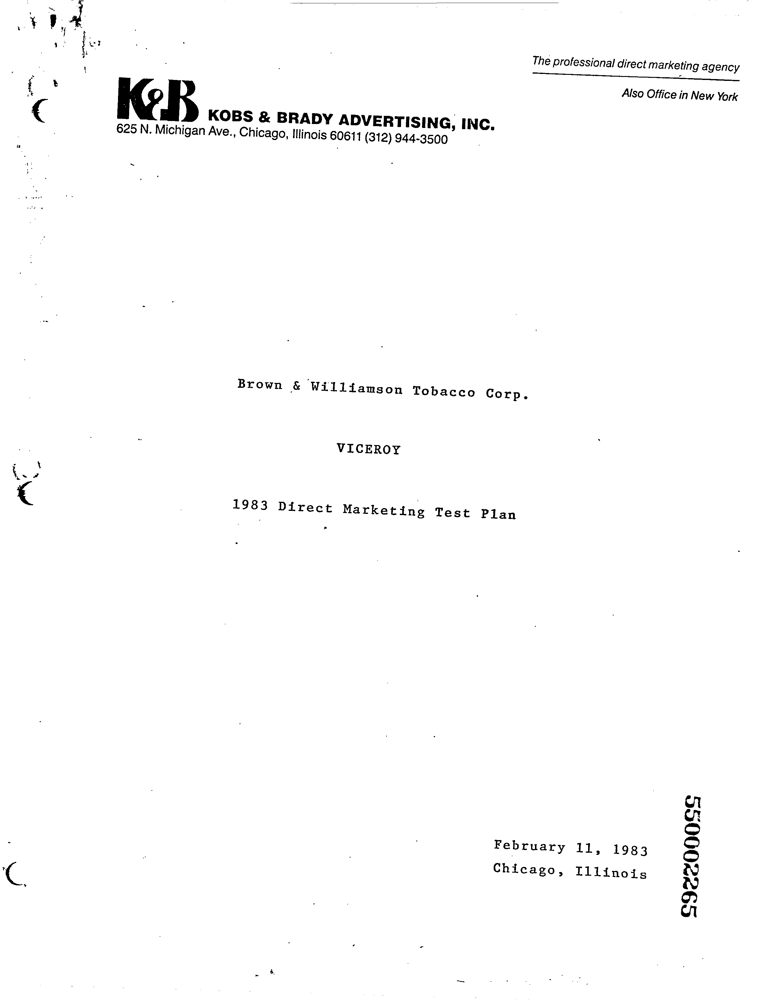 The professional direct marketing agency
Also Office in New York
K&B KOBS & BRADY ADVERTISING, INC.
625 N. Michigan Ave., Chicago, Illinois 60611 (312) 944-3500
Brown & Williamson Tobacco Corp.
VICEROY
1983 Direct Marketing Test Plan
February 11, 1983
Chicago, Illinois
550002265